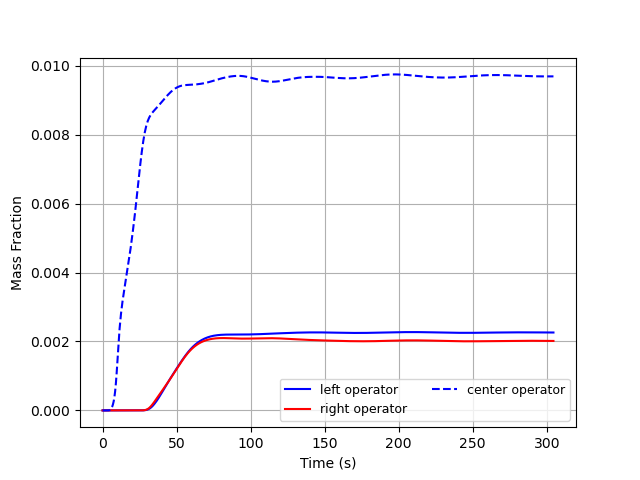 0.010
0.008
0.006
0.004
0.002
0.000
Mass Fraction
left operator
right operator
center operator
0 50 100 150 200 250 300
Time (s)